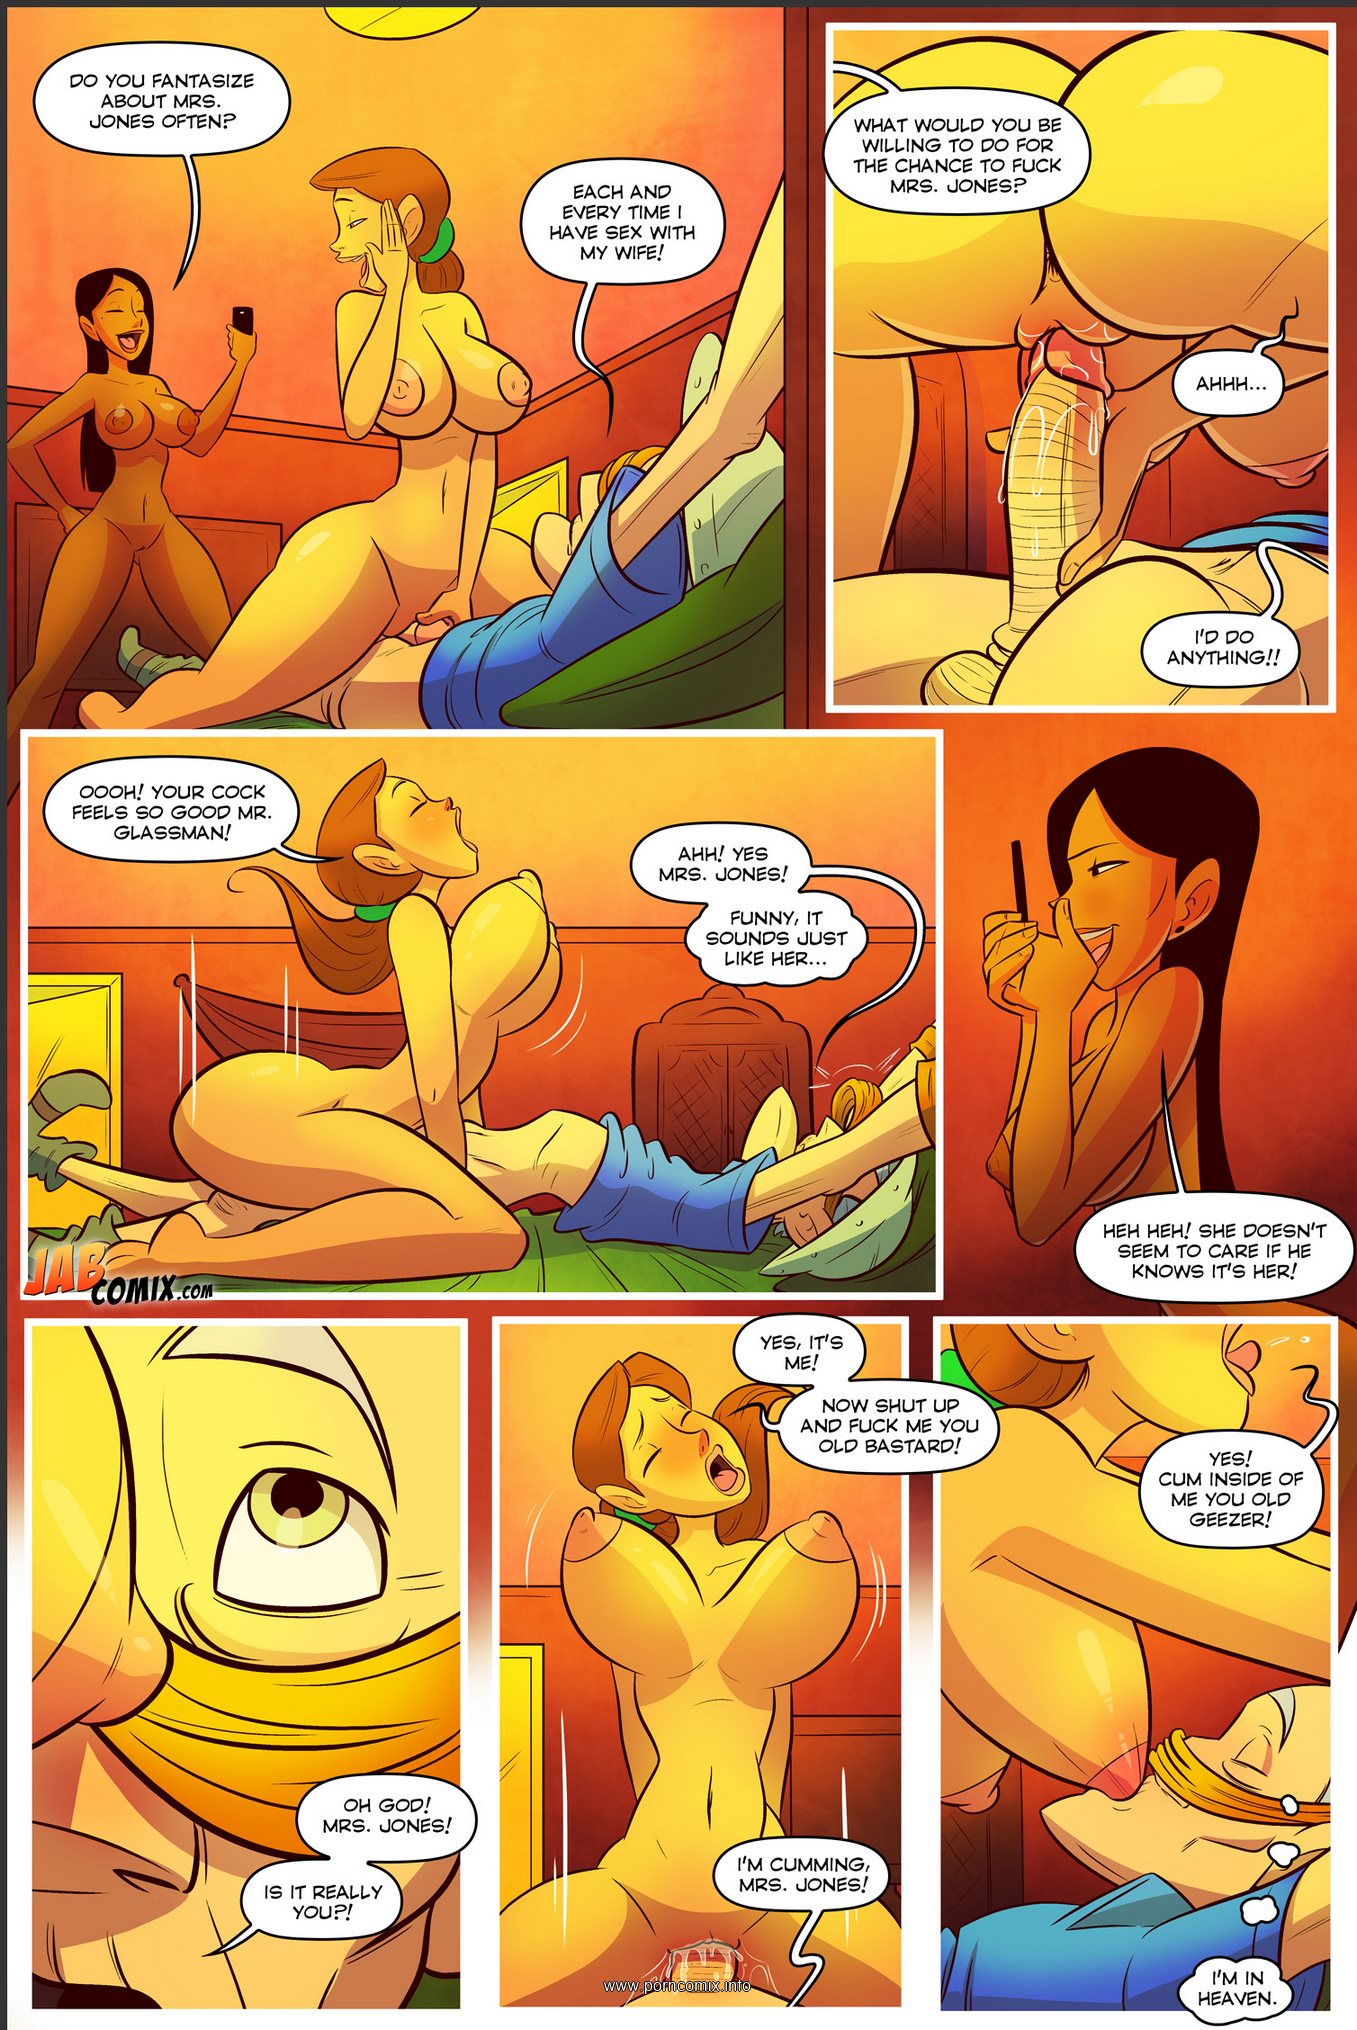 DO YOU FANTASIZE
ABOUT MRS.
JONES OFTEN?
EACH AND
EVERY TIME I
HAVE SEX WITH
MY WIFE!
WHAT WOULD YOU BE
WILLING TO DO FOR
THE CHANCE TO FUCK
MRS. JONES?
AHHH...
I'D DO
ANYTHING!!
OOOH! YOUR COCK
FEELS SO GOOD MR.
GLASSMAN!
AHH! YES
MRS. JONES!
FUNNY, IT
SOUNDS JUST
LIKE HER...
HEH HEH! SHE DOESN'T
SEEM TO CARE IF HE
KNOWS IT'S HER!
JAB
COMIX.COM
OH GOD!
MRS. JONES!
IS IT REALLY
YOU?!
YES, IT'S
ME!
NOW SHUT UP
AND FUCK ME YOU
OLD BASTARD!
I'M CUMMING,
MRS. JONES!
YES!
CUM INSIDE OF
ME YOU OLD
GEEZER!
I'M IN
HEAVEN.
www.porncomix.info